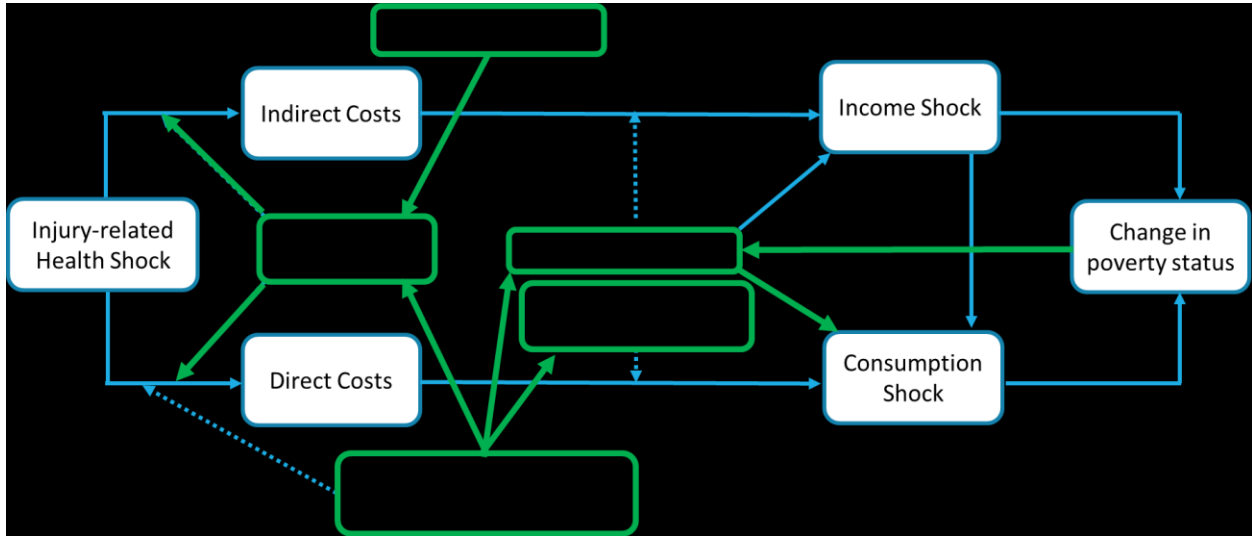 Indirect Costs
Income Shock
Injury-related
Health Shock
Change in
poverty status
Direct Costs
Consumption
Shock